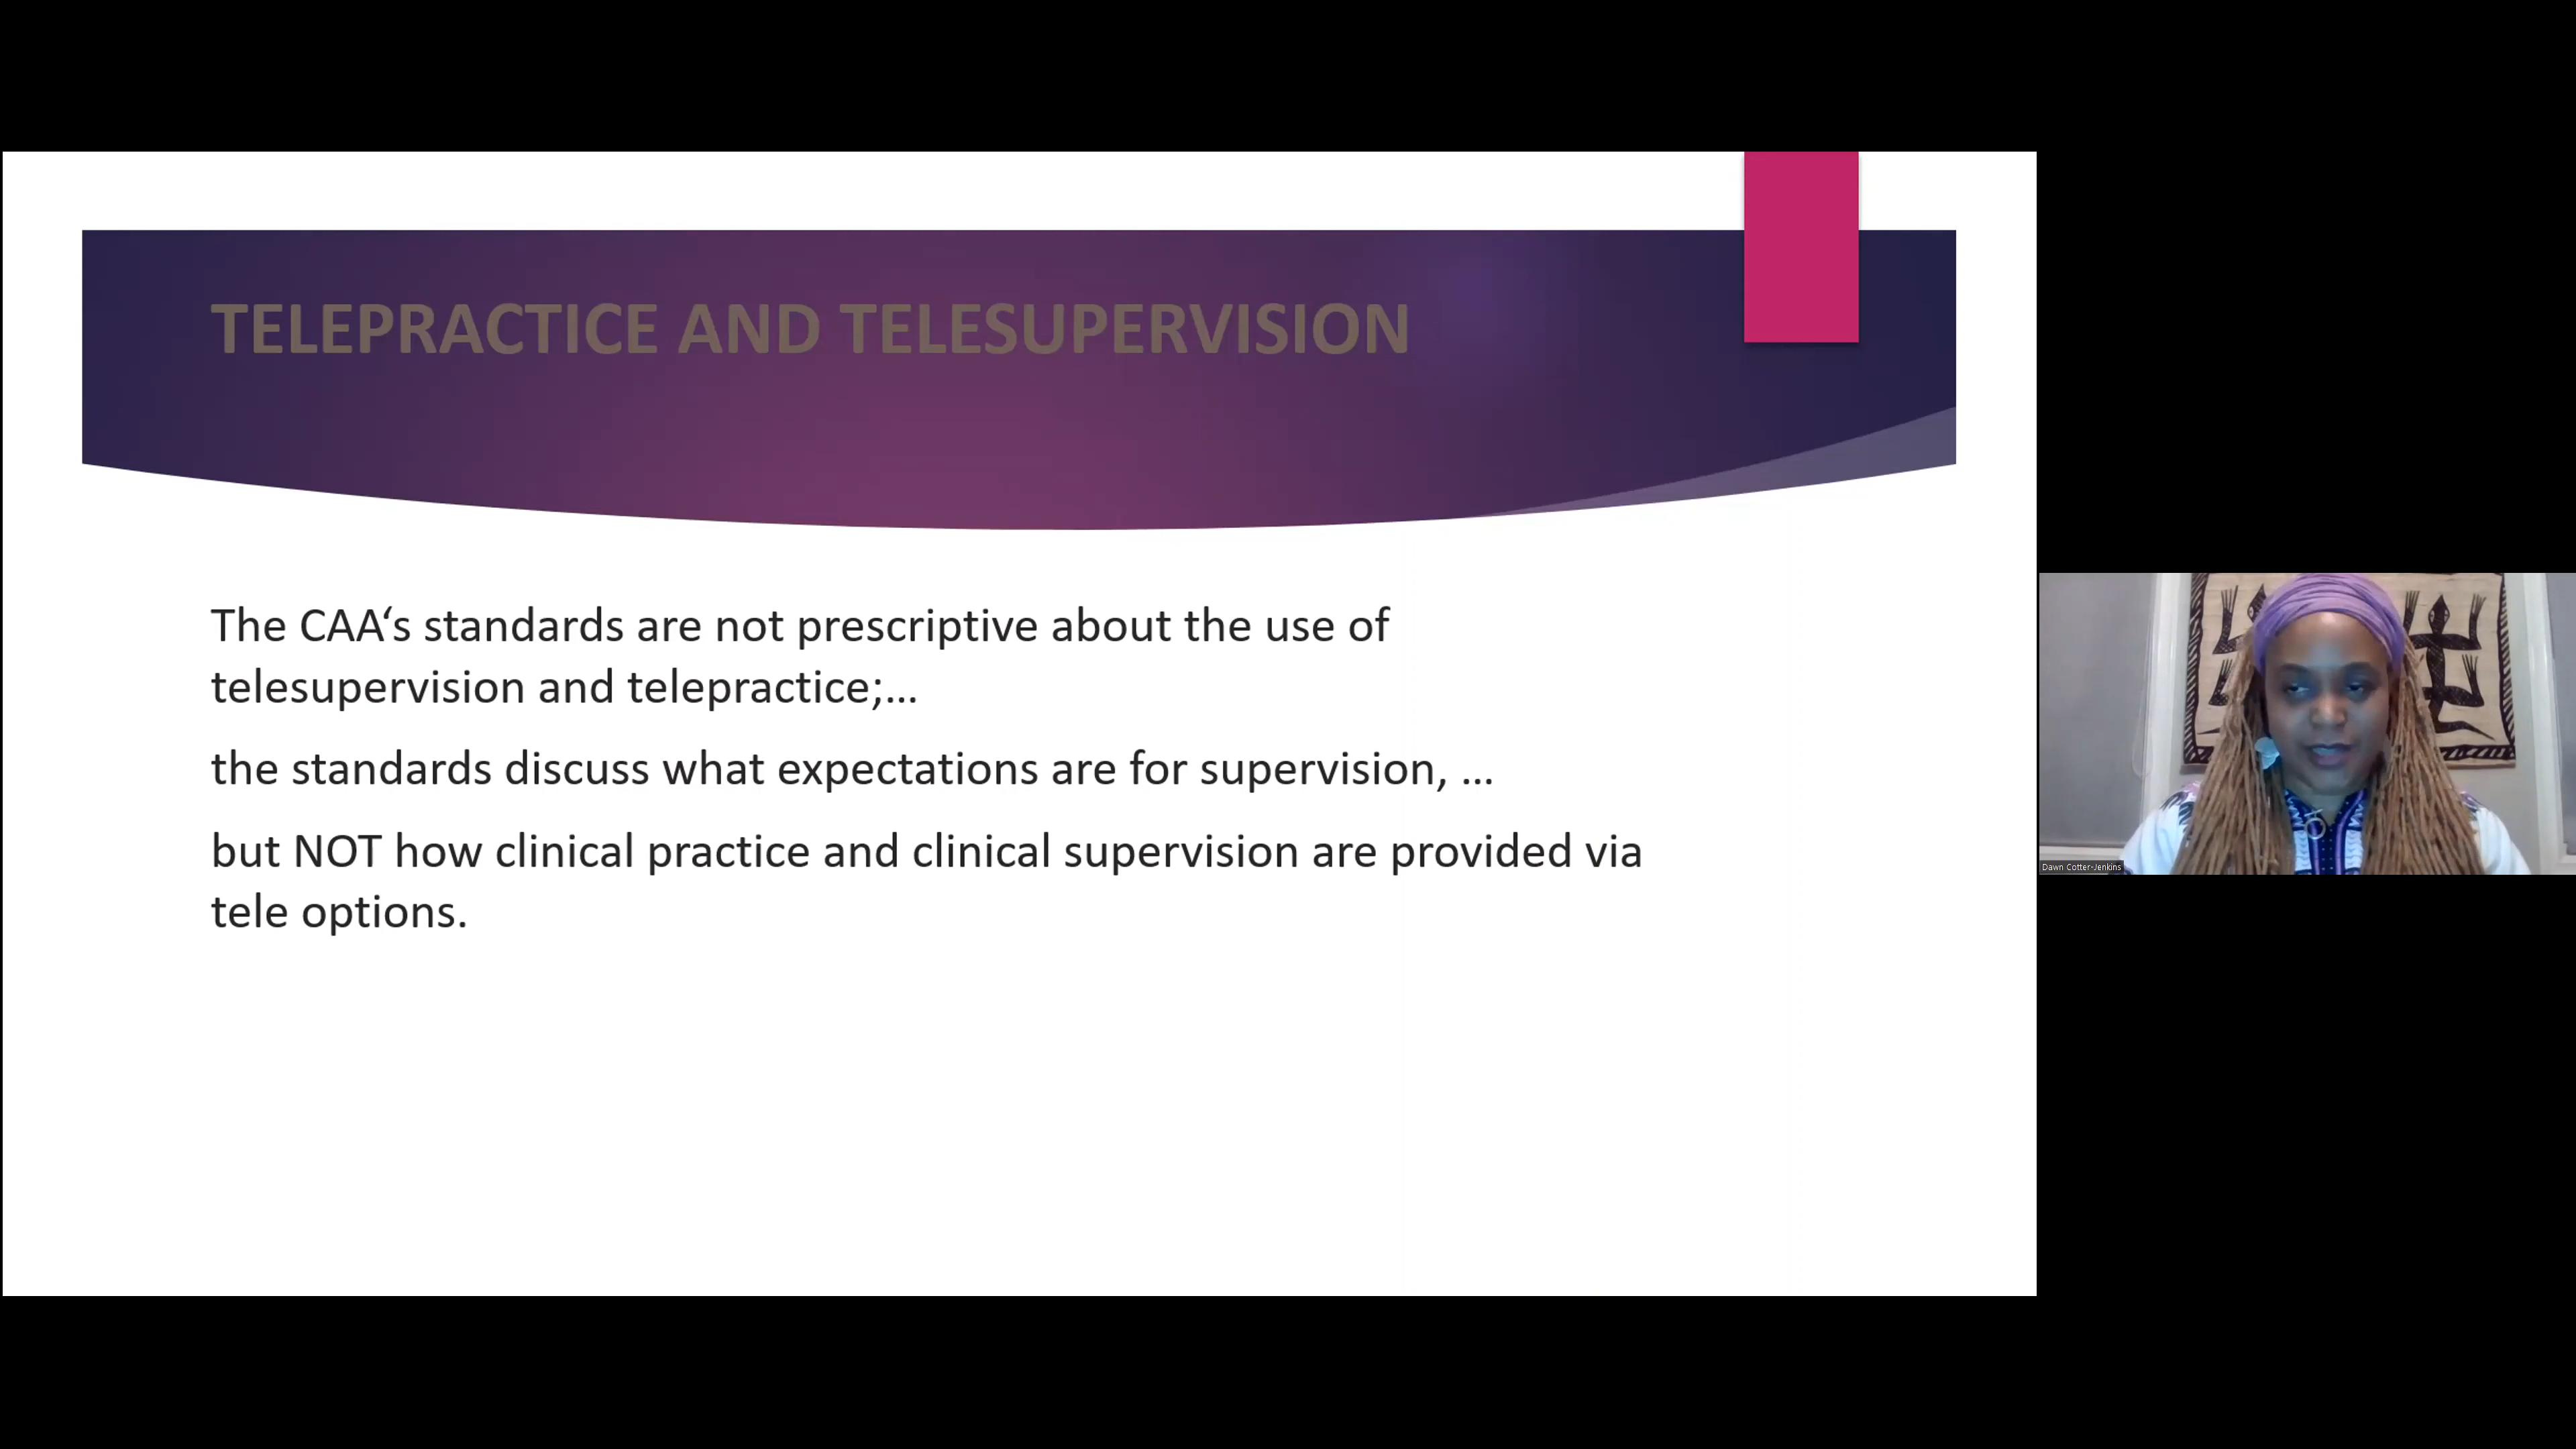 TELEPRACTICE AND TELESUPERVISION
The CAA‘s standards are not prescriptive about the use of
telesupervision and telepractice;...
the standards discuss what expectations are for supervision, ...
but NOT how clinical practice and clinical supervision are provided via
tele options.
Dawn Cotter-Jenkins